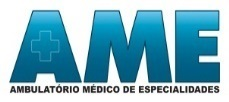 AME
AMBULATÓRIO MÉDICO DE ESPECIALIDADES